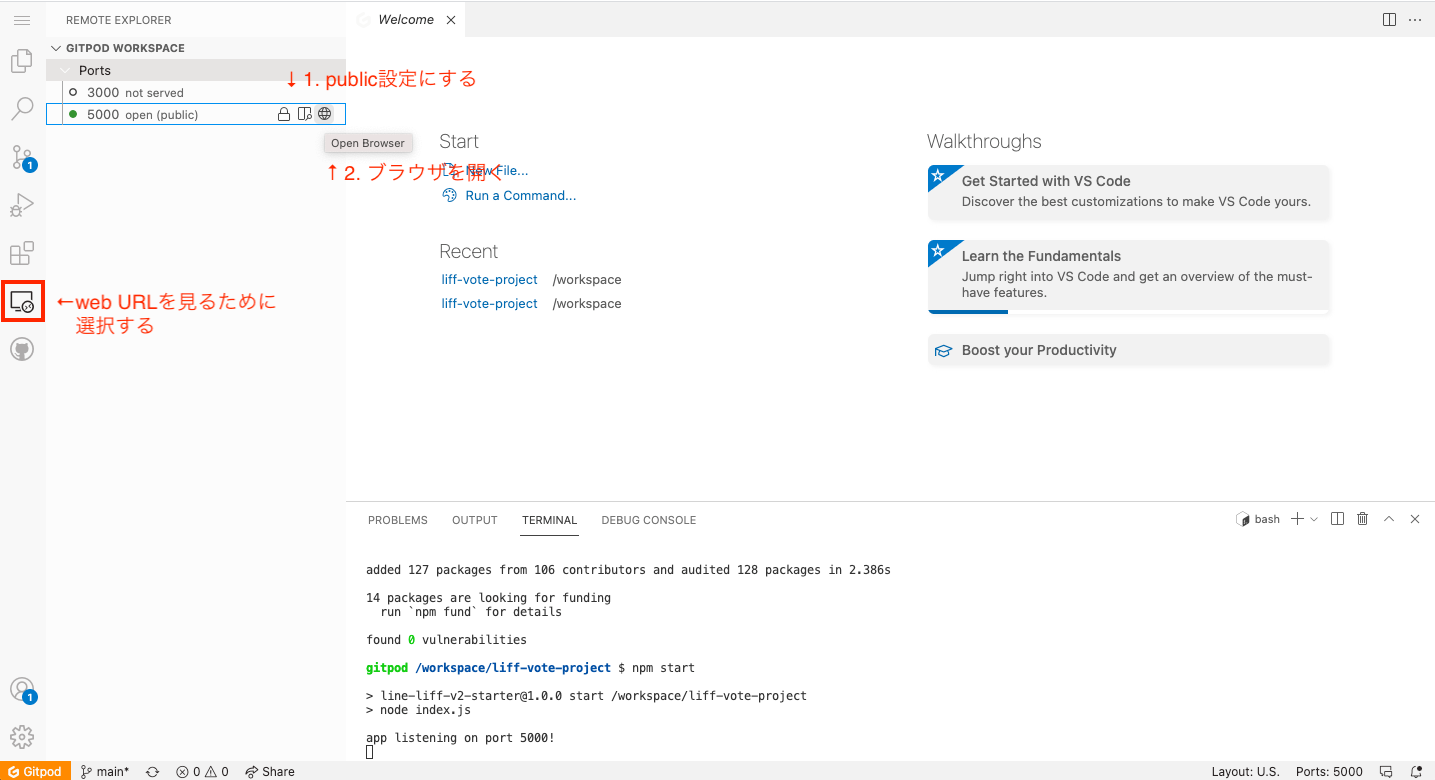 REMOTE EXPLORER
Welcome
GITPOD WORKSPACE
Ports
↓ 1. public設定にする
3000 not served
5000 open (public)
Open Browser
↑ 2. ブラウザを開く
←web URLを見るために
選択する
Start
New File...
Run a Command...
Recent
liff-vote-project /workspace
liff-vote-project /workspace
Walkthroughs
Get Started with VS Code
Discover the best customizations to make VS Code yours.
Learn the Fundamentals
Jump right into VS Code and get an overview of the must-
have features.
Boost your Productivity
1
1
PROBLEMS OUTPUT TERMINAL DEBUG CONSOLE
bash
added 127 packages from 106 contributors and audited 128 packages in 2.386s
14 packages are looking for funding
run `npm fund` for details
found 0 vulnerabilities
gitpod /workspace/liff-vote-project $ npm start
> line-liff-v2-starter@1.0.0 start /workspace/liff-vote-project
> node index.js
app listening on port 5000!
Gitpod main* 0 0 Share Layout: U.S. Ports: 5000